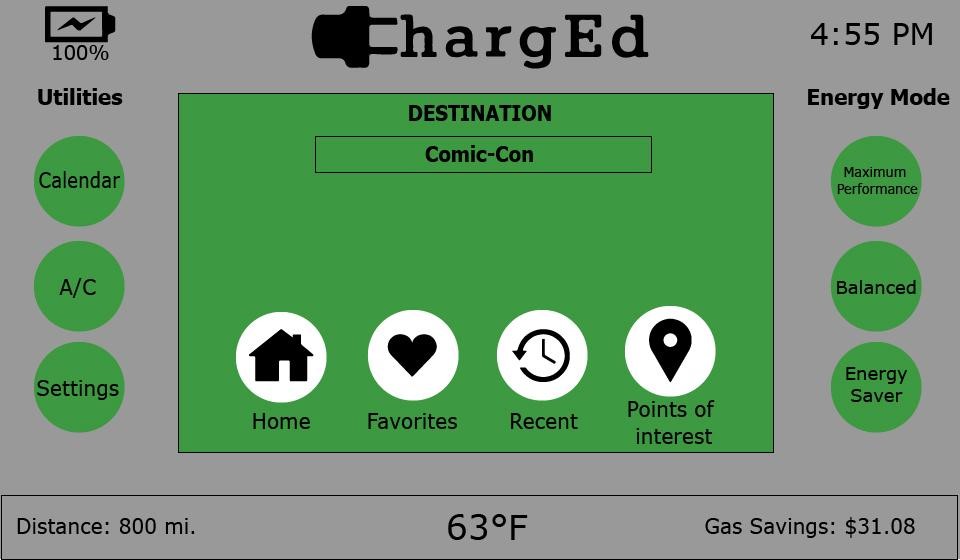 100%
ChargEd
4:55 PM
Utilities
Calendar
A/C
Settings
DESTINATION
Comic-Con
Home
Favorites
Recent
Points of
interest
Energy Mode
Maximum
Performance
Balanced
Energy
Saver
Distance: 800 mi.
63°F
Gas Savings: $31.08